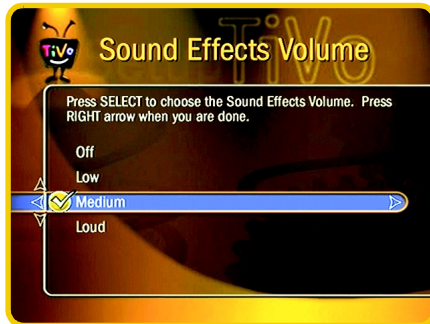 TiVo
Sound Effects Volume
TiVo
Press SELECT to choose the Sound Effects Volume. Press
RIGHT arrow when you are done.
Off
Low
Medium
Loud